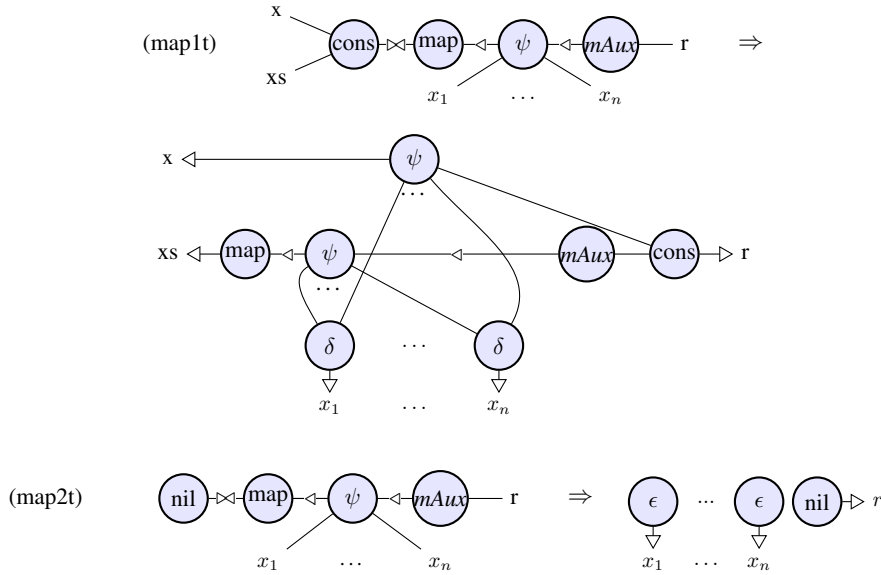 x
(map1t) cons map ψ mAux r ⇒
xs
x₁ … xₙ
x ψ
…
xs map ψ mAux cons r
…
δ … δ
x₁ … xₙ
(map2t) nil map ψ mAux r ⇒ ϵ ... ϵ nil r
x₁ … xₙ x₁ … xₙ